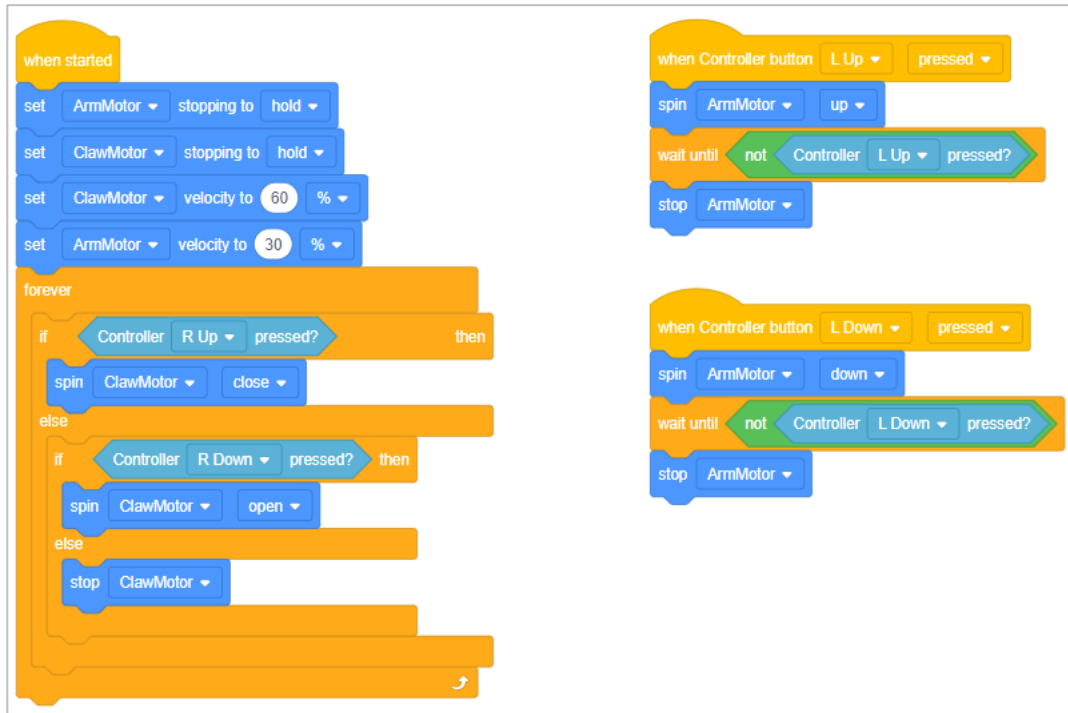 when started
set ArmMotor stopping to hold
set ClawMotor stopping to hold
set ClawMotor velocity to 60 %
set ArmMotor velocity to 30 %
forever
if Controller R Up pressed? then
spin ClawMotor close
else
if Controller R Down pressed? then
spin ClawMotor open
else
stop ClawMotor
when Controller button L Up pressed
spin ArmMotor up
wait until not Controller L Up pressed?
stop ArmMotor
when Controller button L Down pressed
spin ArmMotor down
wait until not Controller L Down pressed?
stop ArmMotor